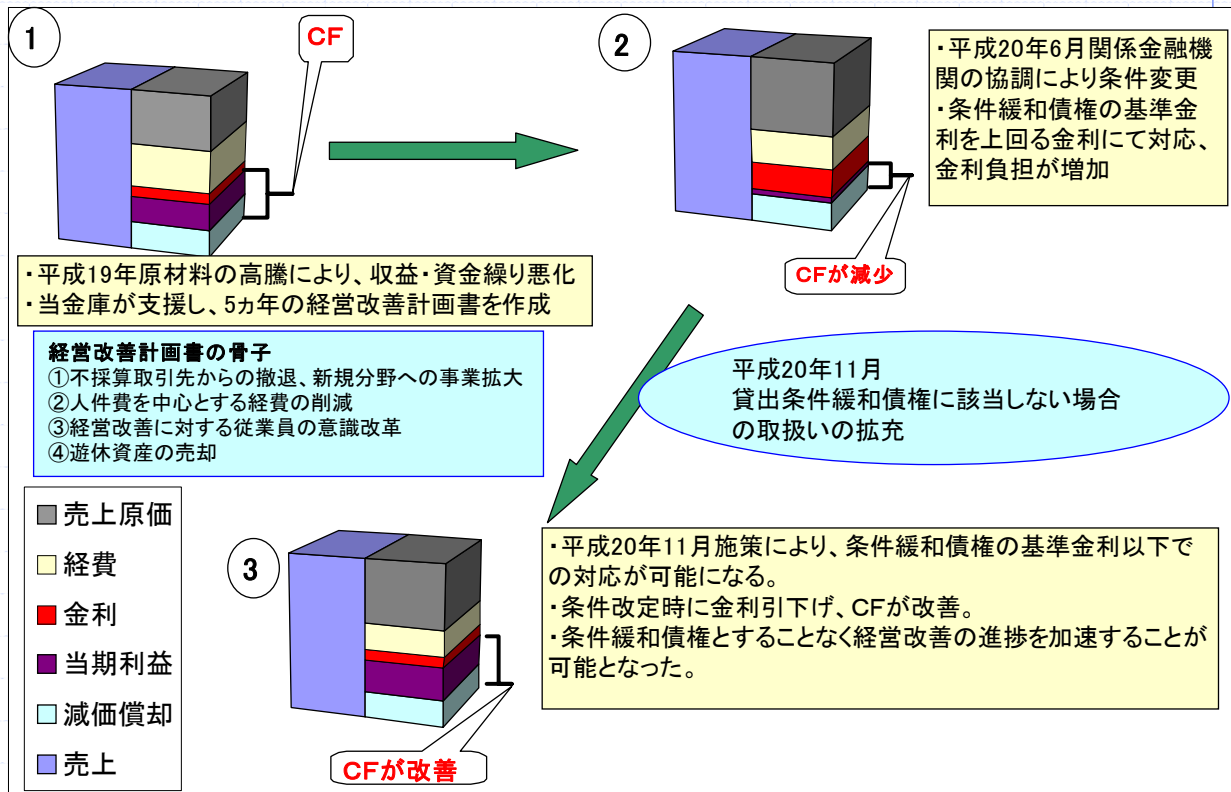 ①
CF
・平成19年原材料の高騰により、収益・資金繰り悪化
・当金庫が支援し、5ヵ年の経営改善計画書を作成
経営改善計画書の骨子
①不採算取引先からの撤退、新規分野への事業拡大
②人件費を中心とする経費の削減
③経営改善に対する従業員の意識改革
④遊休資産の売却
②
・平成20年6月関係金融機
関の協調により条件変更
・条件緩和債権の基準金
利を上回る金利にて対応、
金利負担が増加
CFが減少
平成20年11月
貸出条件緩和債権に該当しない場合
の取扱いの拡充
③
・平成20年11月施策により、条件緩和債権の基準金利以下で
の対応が可能になる。
・条件改定時に金利引下げ、CFが改善。
・条件緩和債権とすることなく経営改善の進捗を加速することが
可能となった。
CFが改善
売上原価
経費
金利
当期利益
減価償却
売上